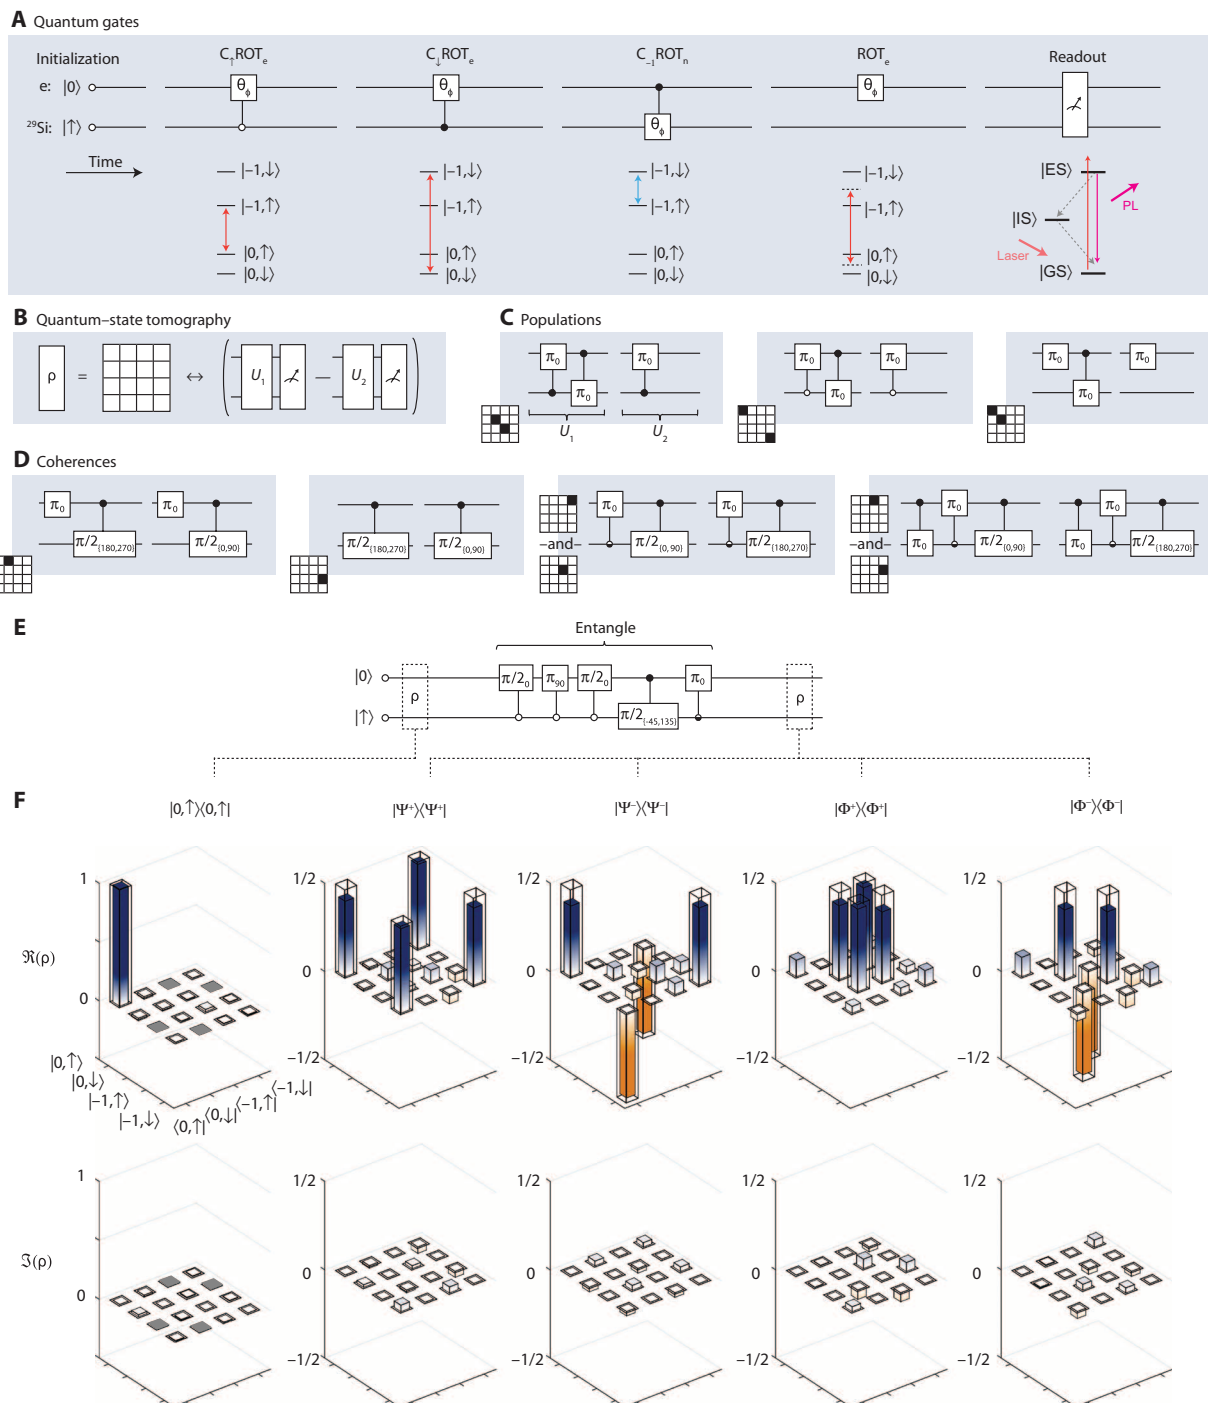 A Quantum gates
Initialization
C↑ROTe
C↓ROTe
C−1ROTn
ROTe
Readout
e: |0⟩
θϕ
θϕ
θϕ
θϕ
²⁹Si: |↑⟩
Time
|−1,↓⟩
|−1,↑⟩
|0,↑⟩
|0,↓⟩
|−1,↓⟩
|−1,↑⟩
|0,↑⟩
|0,↓⟩
|−1,↓⟩
|−1,↑⟩
|0,↑⟩
|0,↓⟩
|−1,↓⟩
|−1,↑⟩
|0,↑⟩
|0,↓⟩
|ES⟩
PL
|IS⟩
Laser
|GS⟩
B Quantum–state tomography
ρ = ↔ ( U₁ — U₂ )
C Populations
π₀ π₀ π₀
U₁ U₂
π₀ π₀ π₀
π₀ π₀ π₀
D Coherences
π₀ π/2{180,270} π₀ π/2{0,90}
π/2{180,270} π/2{0,90}
–and–
π₀ π/2{0,90} π₀ π/2{180,270}
–and–
π₀ π₀ π/2{0,90} π₀ π₀ π/2{180,270}
E
Entangle
|0⟩ π/2₀ π₉₀ π/2₀ π₀
ρ ρ
|↑⟩ π/2{-45,135}
F
|0,↑⟩⟨0,↑|
|Ψ⁺⟩⟨Ψ⁺|
|Ψ⁻⟩⟨Ψ⁻|
|Φ⁺⟩⟨Φ⁺|
|Φ⁻⟩⟨Φ⁻|
1 1/2 1/2 1/2 1/2
ℜ(ρ)
0 0 0 0 0
−1/2 −1/2 −1/2 −1/2
|0,↑⟩
|0,↓⟩
|−1,↑⟩
|−1,↓⟩
⟨0,↑|
⟨0,↓|
⟨−1,↑|
⟨−1,↓|
1 1/2 1/2 1/2 1/2
ℑ(ρ)
0 0 0 0 0
−1/2 −1/2 −1/2 −1/2